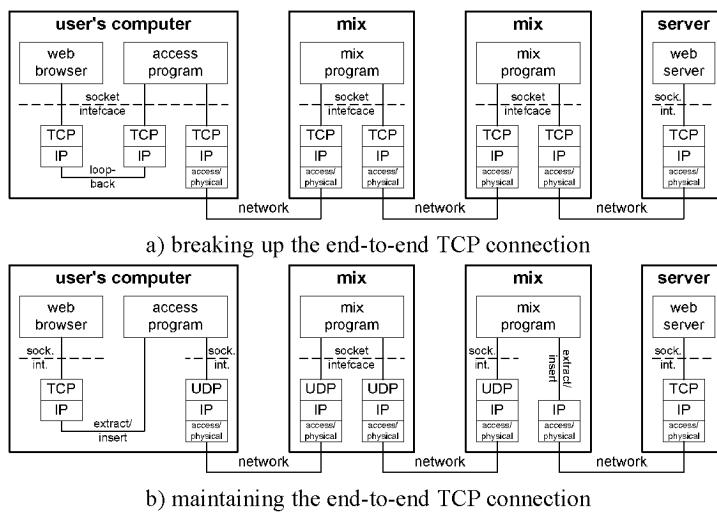 user's computer
mix
mix
server
web
browser
access
program
mix
program
mix
program
web
server
socket
intefcace
socket
intefcace
socket
intefcace
sock.
int.
TCP
TCP
TCP
TCP
TCP
TCP
TCP
TCP
IP
IP
IP
IP
IP
IP
IP
IP
loop-
back
access/
physical
access/
physical
access/
physical
access/
physical
access/
physical
access/
physical
network
network
network
a) breaking up the end-to-end TCP connection
user's computer
mix
mix
server
web
browser
access
program
mix
program
mix
program
web
server
sock.
int.
sock.
int.
socket
intefcace
sock.
int.
extract/
insert
sock.
int.
TCP
UDP
UDP
UDP
UDP
TCP
IP
IP
IP
IP
IP
IP
IP
extract/
insert
access/
physical
access/
physical
access/
physical
access/
physical
access/
physical
access/
physical
network
network
network
b) maintaining the end-to-end TCP connection